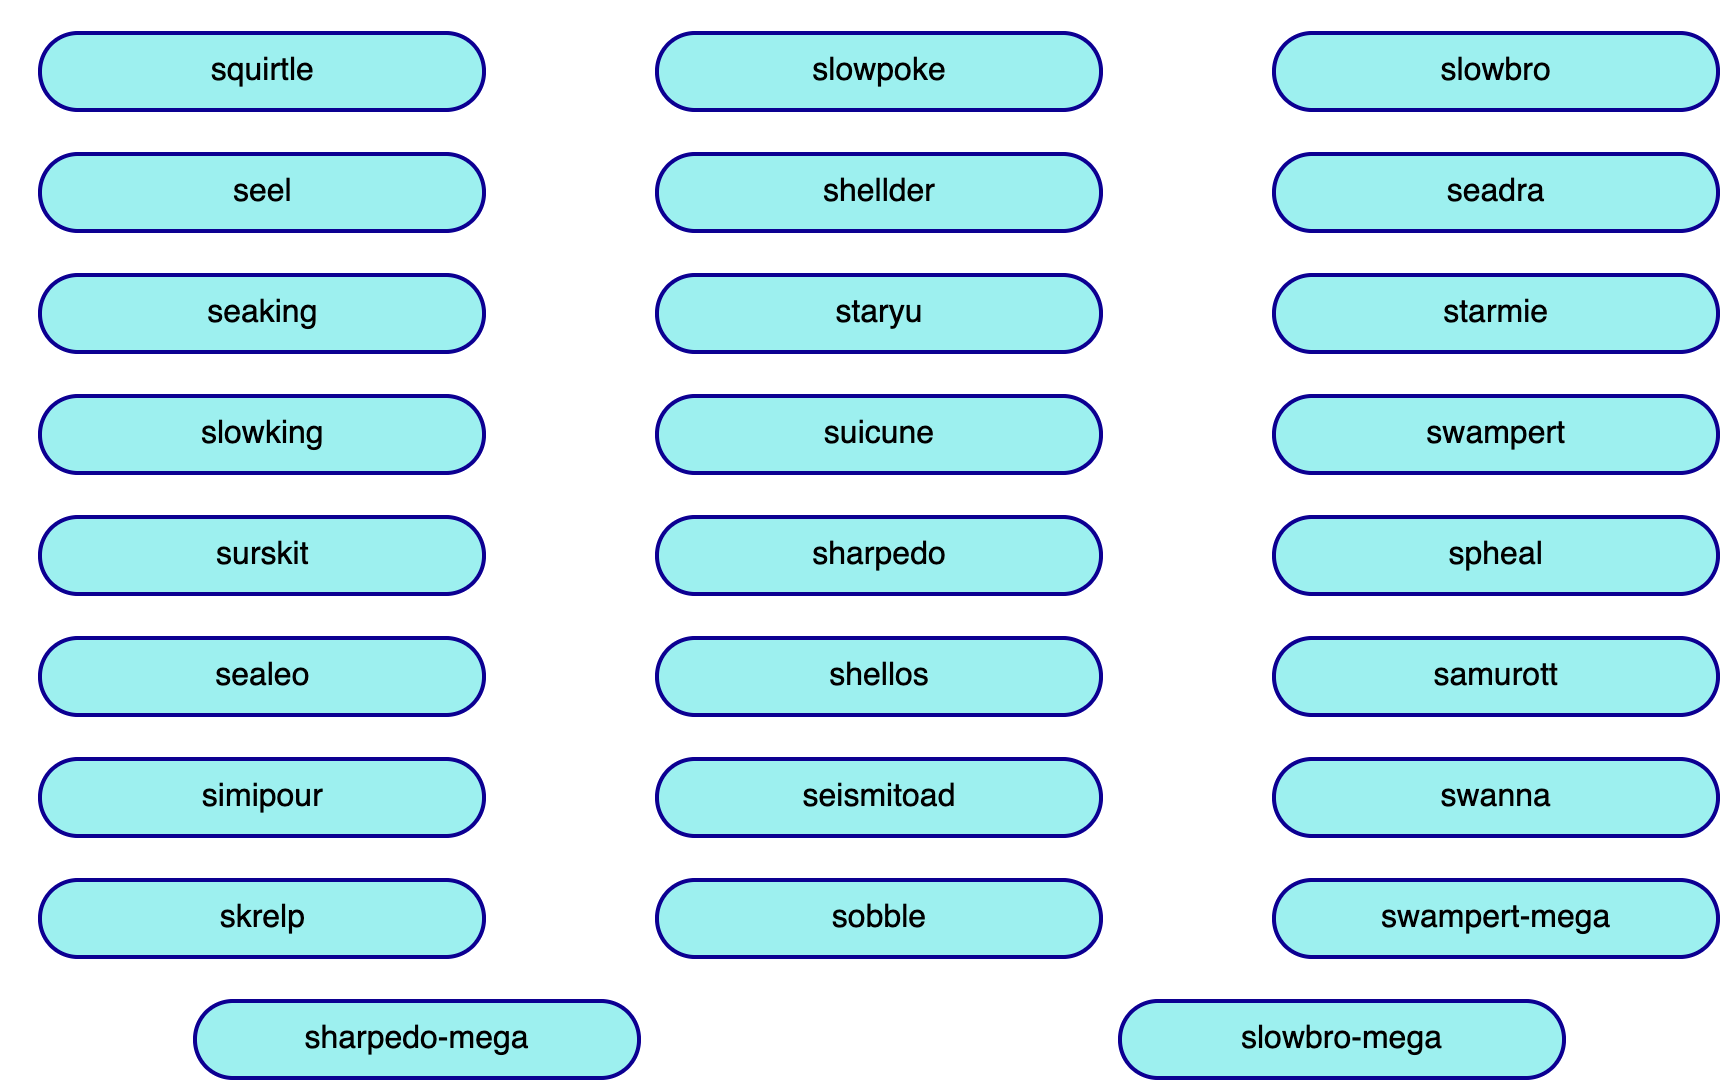 squirtle
slowpoke
slowbro
seel
shellder
seadra
seaking
staryu
starmie
slowking
suicune
swampert
surskit
sharpedo
spheal
sealeo
shellos
samurott
simipour
seismitoad
swanna
skrelp
sobble
swampert-mega
sharpedo-mega
slowbro-mega